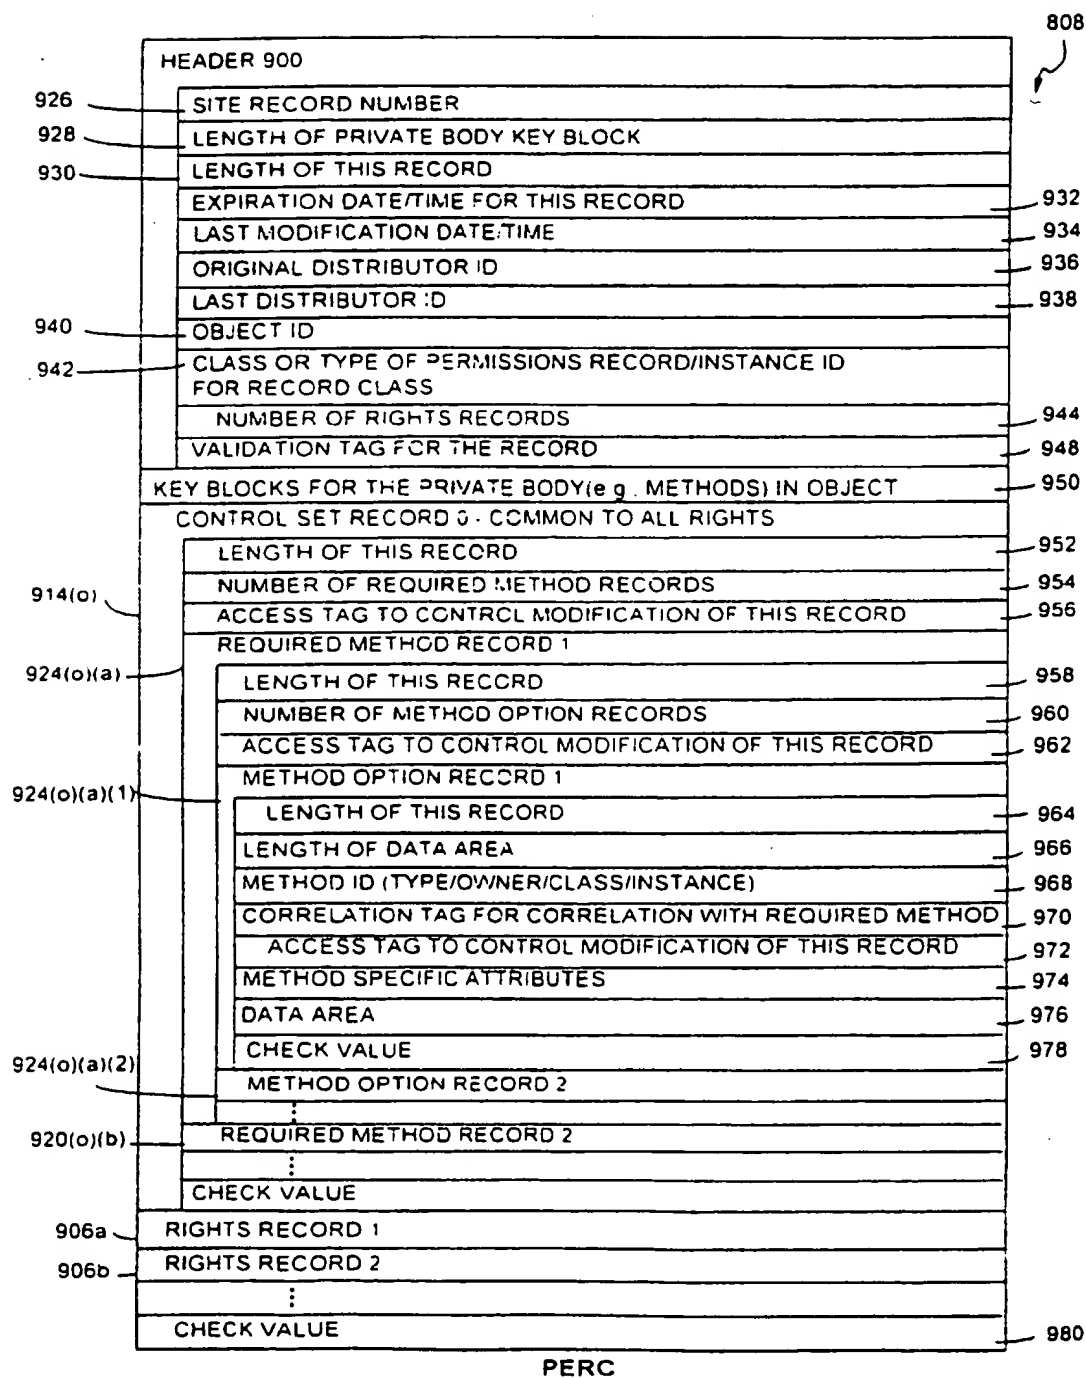 808
HEADER 900
926 SITE RECORD NUMBER
928 LENGTH OF PRIVATE BODY KEY BLOCK
930 LENGTH OF THIS RECORD
EXPIRATION DATE/TIME FOR THIS RECORD 932
LAST MODIFICATION DATE/TIME 934
ORIGINAL DISTRIBUTOR ID 936
LAST DISTRIBUTOR ID 938
940 OBJECT ID
942 CLASS OR TYPE OF PERMISSIONS RECORD/INSTANCE ID
FOR RECORD CLASS
NUMBER OF RIGHTS RECORDS 944
VALIDATION TAG FOR THE RECORD 948
KEY BLOCKS FOR THE PRIVATE BODY(e g . METHODS) IN OBJECT 950
CONTROL SET RECORD 0 - COMMON TO ALL RIGHTS
LENGTH OF THIS RECORD 952
NUMBER OF REQUIRED METHOD RECORDS 954
914(o) ACCESS TAG TO CONTROL MODIFICATION OF THIS RECORD 956
REQUIRED METHOD RECORD 1
924(o)(a) LENGTH OF THIS RECORD 958
NUMBER OF METHOD OPTION RECORDS 960
ACCESS TAG TO CONTROL MODIFICATION OF THIS RECORD 962
METHOD OPTION RECORD 1
924(o)(a)(1) LENGTH OF THIS RECORD 964
LENGTH OF DATA AREA 966
METHOD ID (TYPE/OWNER/CLASS/INSTANCE) 968
CORRELATION TAG FOR CORRELATION WITH REQUIRED METHOD 970
ACCESS TAG TO CONTROL MODIFICATION OF THIS RECORD 972
METHOD SPECIFIC ATTRIBUTES 974
DATA AREA 976
CHECK VALUE 978
924(o)(a)(2) METHOD OPTION RECORD 2
920(o)(b) REQUIRED METHOD RECORD 2
CHECK VALUE
906a RIGHTS RECORD 1
906b RIGHTS RECORD 2
CHECK VALUE 980
PERC